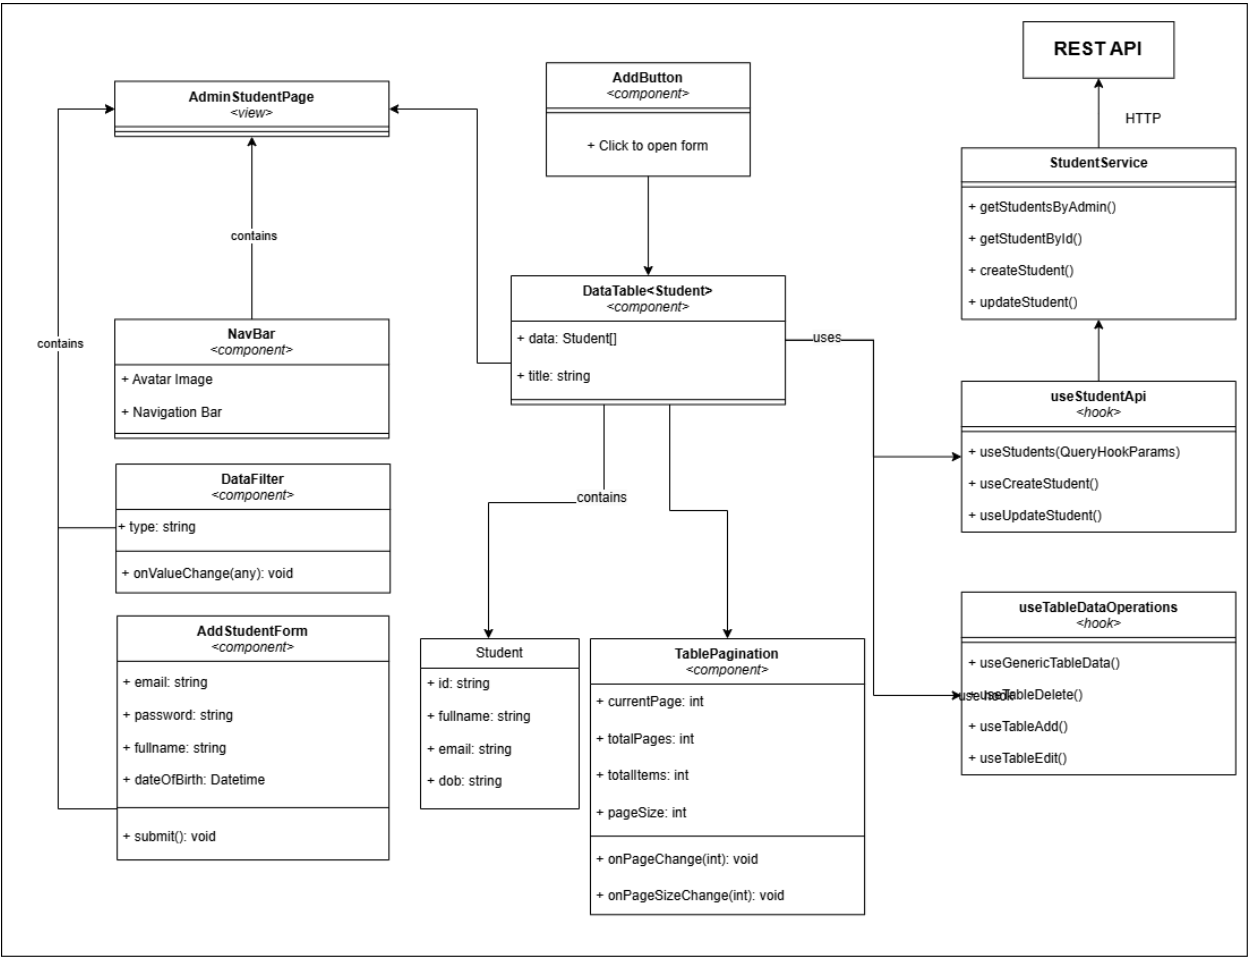 REST API
HTTP
AdminStudentPage
<view>
AddButton
<component>
+ Click to open form
StudentService
+ getStudentsByAdmin()
+ getStudentById()
+ createStudent()
+ updateStudent()
contains
contains
NavBar
<component>
+ Avatar Image
+ Navigation Bar
DataTable<Student>
<component>
+ data: Student[]
+ title: string
uses
useStudentApi
<hook>
+ useStudents(QueryHookParams)
+ useCreateStudent()
+ useUpdateStudent()
DataFilter
<component>
+ type: string
+ onValueChange(any): void
contains
AddStudentForm
<component>
+ email: string
+ password: string
+ fullname: string
+ dateOfBirth: Datetime
+ submit(): void
Student
+ id: string
+ fullname: string
+ email: string
+ dob: string
TablePagination
<component>
+ currentPage: int
+ totalPages: int
+ totalItems: int
+ pageSize: int
+ onPageChange(int): void
+ onPageSizeChange(int): void
useTableDataOperations
<hook>
+ useGenericTableData()
+ useTableDelete()
use hook
+ useTableAdd()
+ useTableEdit()